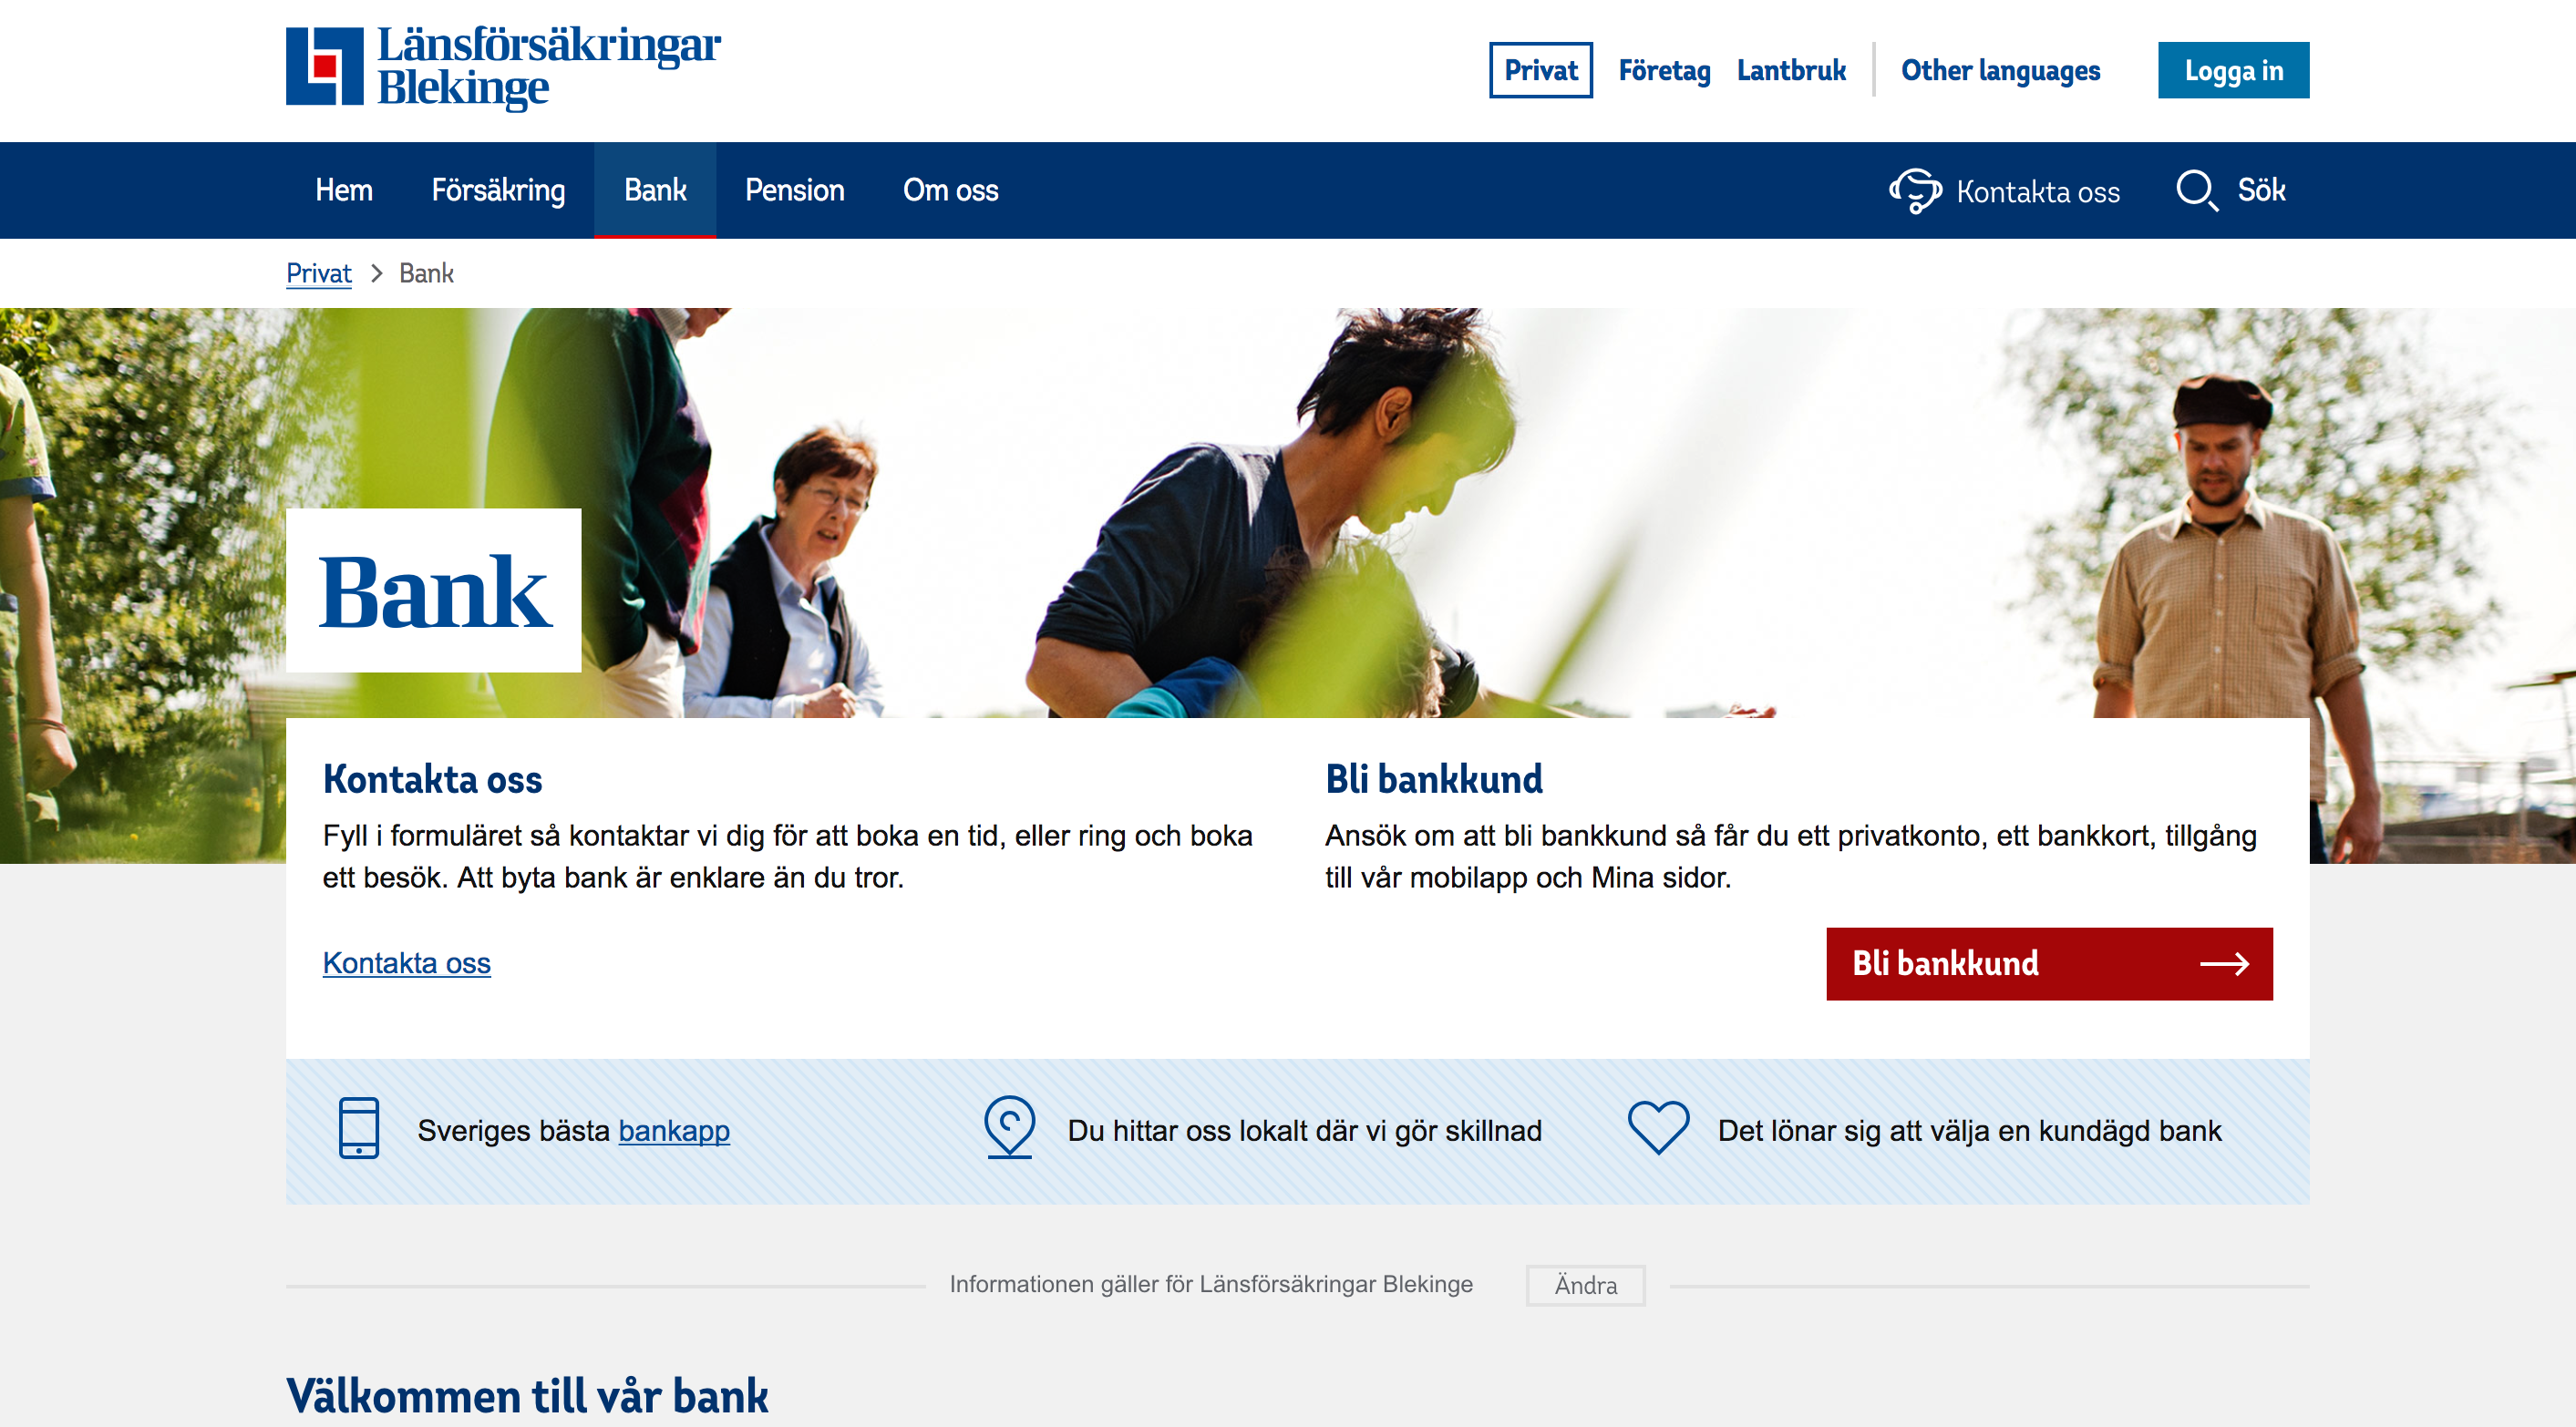 Länsförsäkringar
Blekinge
Privat
Företag
Lantbruk
Other languages
Logga in
Hem
Försäkring
Bank
Pension
Om oss
Kontakta oss
Sök
Privat
Bank
Bank
Kontakta oss
Fyll i formuläret så kontaktar vi dig för att boka en tid, eller ring och boka
ett besök. Att byta bank är enklare än du tror.
Kontakta oss
Bli bankkund
Ansök om att bli bankkund så får du ett privatkonto, ett bankkort, tillgång
till vår mobilapp och Mina sidor.
Bli bankkund
Sveriges bästa bankapp
Du hittar oss lokalt där vi gör skillnad
Det lönar sig att välja en kundägd bank
Informationen gäller för Länsförsäkringar Blekinge
Ändra
Välkommen till vår bank